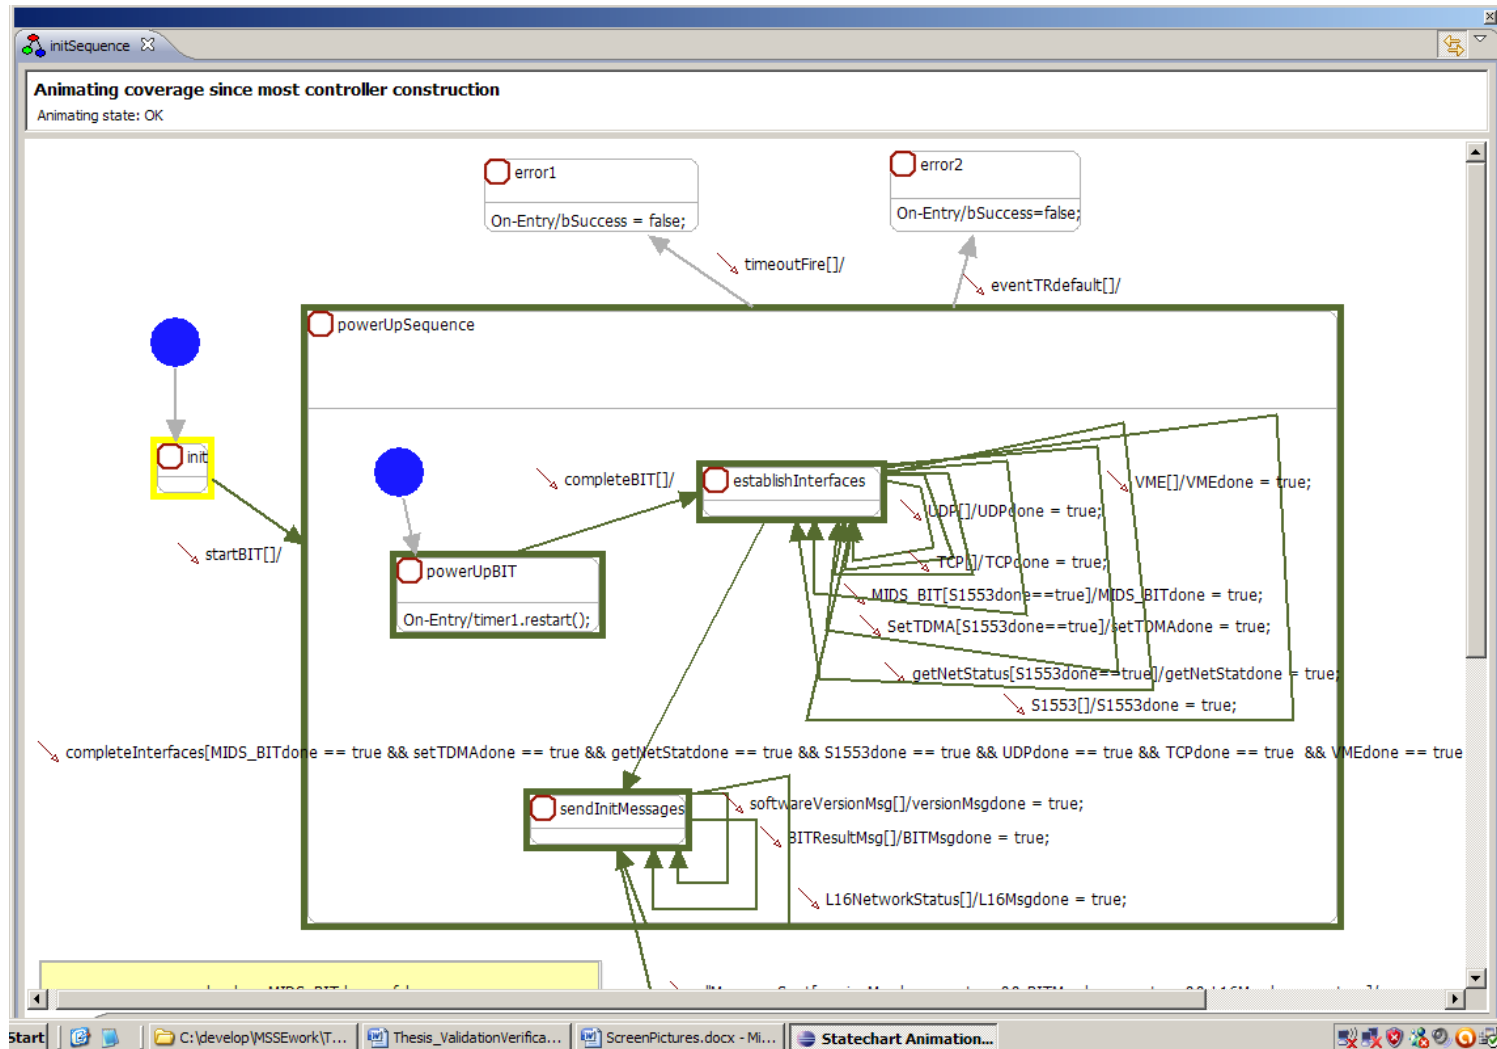 initSequence
Animating coverage since most controller construction
Animating state: OK
error1
On-Entry/bSuccess = false;
error2
On-Entry/bSuccess=false;
timeoutFire[]/
eventTRdefault[]/
powerUpSequence
init
startBIT[]/
completeBIT[]/
establishInterfaces
VME[]/VMEdone = true;
UDP[]/UDPdone = true;
powerUpBIT
On-Entry/timer1.restart();
TCP[]/TCPdone = true;
MIDS_BIT[S1553done==true]/MIDS_BITdone = true;
SetTDMA[S1553done==true]/setTDMAdone = true;
getNetStatus[S1553done==true]/getNetStatdone = true;
S1553[]/S1553done = true;
completeInterfaces[MIDS_BITdone == true && setTDMAdone == true && getNetStatdone == true && S1553done == true && UDPdone == true && TCPdone == true && VMEdone == true
sendInitMessages
softwareVersionMsg[]/versionMsgdone = true;
BITResultMsg[]/BITMsgdone = true;
L16NetworkStatus[]/L16Msgdone = true;
Start
C:\develop\MSSEwork\T...
Thesis_ValidationVerifica...
ScreenPictures.docx - Mi...
Statechart Animation...